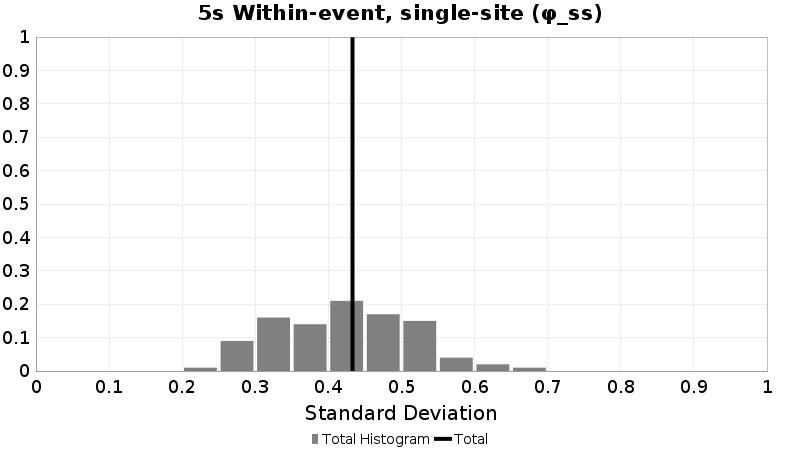 5s Within-event, single-site (φ_ss)
1
0.9
0.8
0.7
0.6
0.5
0.4
0.3
0.2
0.1
0
0 0.1 0.2 0.3 0.4 0.5 0.6 0.7 0.8 0.9 1
Standard Deviation
Total Histogram Total